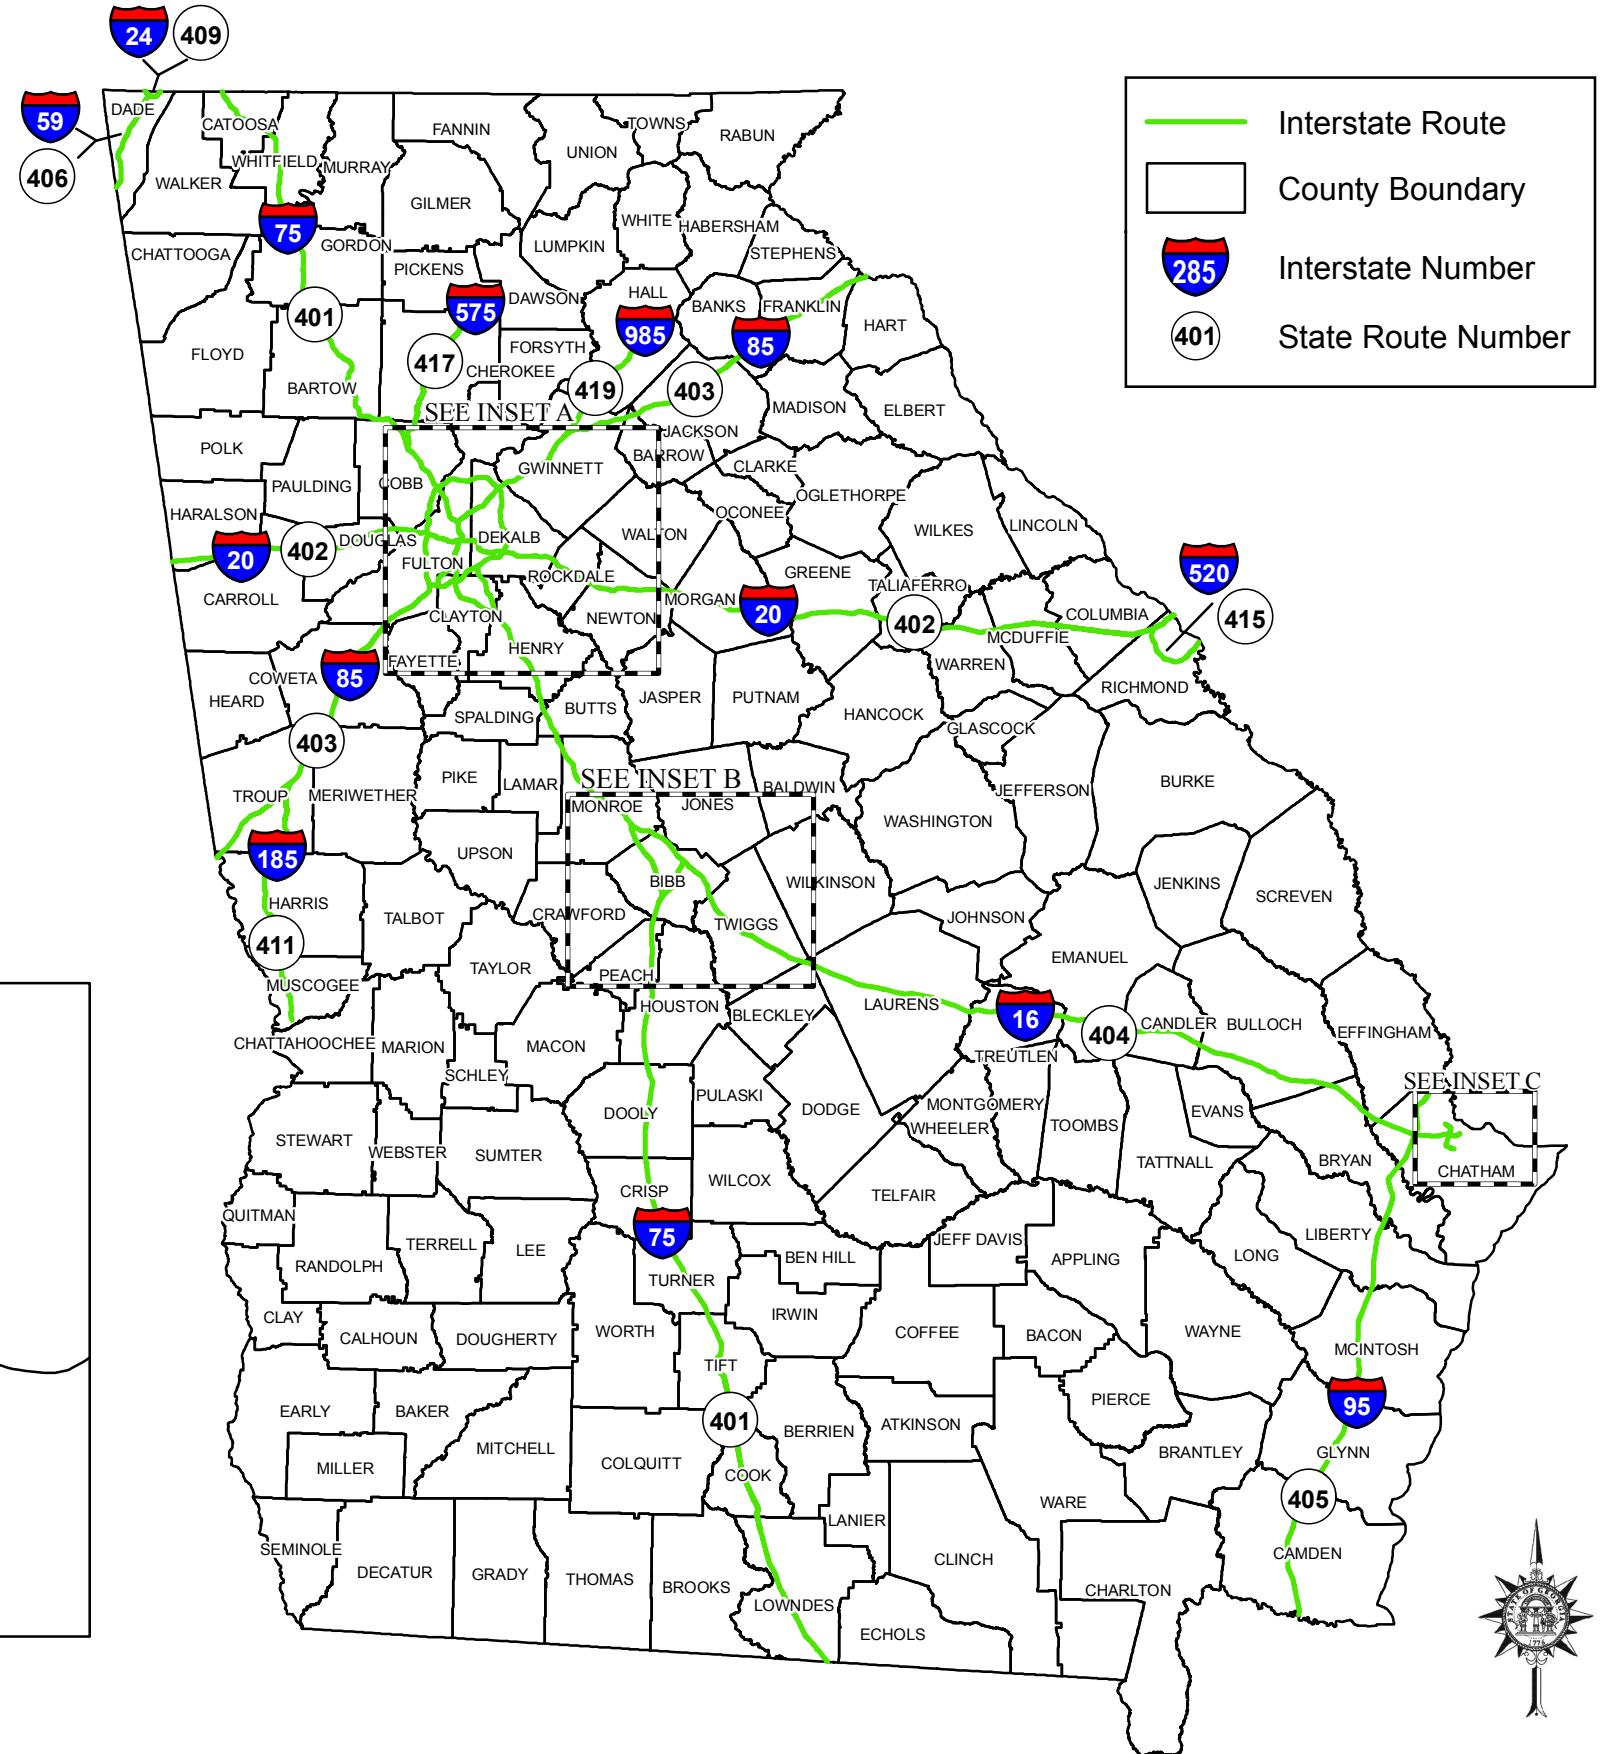 24 409
59
406
Interstate Route
County Boundary
285 Interstate Number
401 State Route Number
DADE
CATOOSA
FANNIN
TOWNS
RABUN
UNION
WHITFIELD
MURRAY
WALKER
GILMER
WHITE
HABERSHAM
75
LUMPKIN
STEPHENS
CHATTOOGA
GORDON
PICKENS
DAWSON
HALL
BANKS
FRANKLIN
401
575
985
85
HART
FLOYD
417
FORSYTH
CHEROKEE
BARTOW
419
403
MADISON
ELBERT
SEE INSET A
JACKSON
POLK
BARROW
CLARKE
GWINNETT
PAULDING
COBB
OGLETHORPE
HARALSON
OCONEE
WILKES
LINCOLN
20
402
DOUGLAS
DEKALB
WALTON
FULTON
ROCKDALE
GREENE
TALIAFERRO
520
CARROLL
MORGAN
20
402
COLUMBIA
415
CLAYTON
NEWTON
MCDUFFIE
HENRY
FAYETTE
WARREN
COWETA
85
RICHMOND
HEARD
JASPER
PUTNAM
SPALDING
BUTTS
HANCOCK
GLASCOCK
403
PIKE
LAMAR
SEE INSET B
BALDWIN
JEFFERSON
BURKE
TROUP
MERIWETHER
MONROE
JONES
WASHINGTON
185
UPSON
BIBB
WILKINSON
JENKINS
SCREVEN
HARRIS
TALBOT
CRAWFORD
TWIGGS
JOHNSON
411
TAYLOR
PEACH
EMANUEL
MUSCOGEE
HOUSTON
BLECKLEY
LAURENS
16
404
CANDLER
BULLOCH
EFFINGHAM
CHATTAHOOCHEE
MARION
MACON
TREUTLEN
SCHLEY
SEE INSET C
PULASKI
DODGE
DOOLY
MONTGOMERY
WHEELER
TOOMBS
EVANS
STEWART
WEBSTER
SUMTER
TATTNALL
BRYAN
CHATHAM
CRISP
WILCOX
TELFAIR
QUITMAN
75
TERRELL
LEE
JEFF DAVIS
LIBERTY
RANDOLPH
TURNER
BEN HILL
APPLING
LONG
CLAY
IRWIN
CALHOUN
DOUGHERTY
WORTH
COFFEE
BACON
WAYNE
TIFT
MCINTOSH
EARLY
BAKER
401
BERRIEN
ATKINSON
PIERCE
95
MITCHELL
BRANTLEY
GLYNN
MILLER
COLQUITT
COOK
WARE
405
LANIER
SEMINOLE
DECATUR
GRADY
THOMAS
BROOKS
CLINCH
CAMDEN
CHARLTON
LOWNDES
ECHOLS
STATE OF GEORGIA
1776